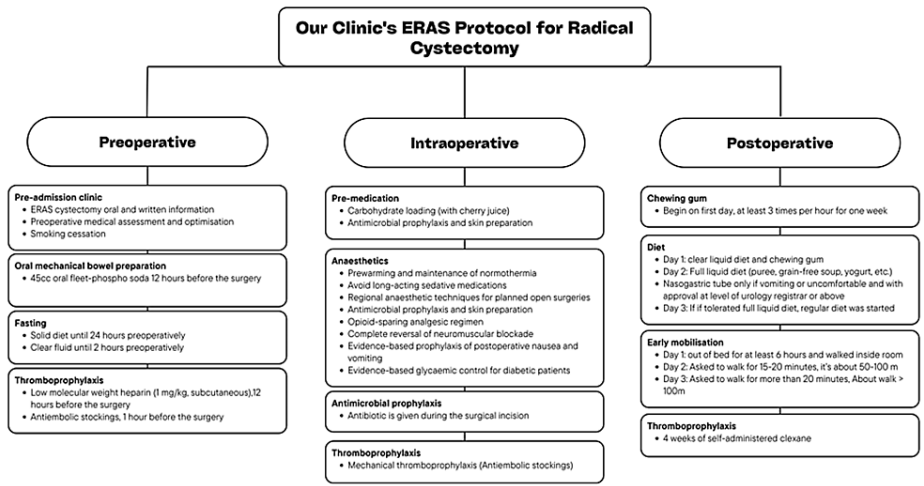 Our Clinic's ERAS Protocol for Radical
Cystectomy
Preoperative
Pre-admission clinic
• ERAS cystectomy oral and written information
• Preoperative medical assessment and optimisation
• Smoking cessation
Oral mechanical bowel preparation
• 45cc oral fleet-phospho soda 12 hours before the surgery
Fasting
• Solid diet until 24 hours preoperatively
• Clear fluid until 2 hours preoperatively
Thromboprophylaxis
• Low molecular weight heparin (1 mg/kg, subcutaneous),12
hours before the surgery
• Antiembolic stockings, 1 hour before the surgery
Intraoperative
Pre-medication
• Carbohydrate loading (with cherry juice)
• Antimicrobial prophylaxis and skin preparation
Anaesthetics
• Prewarming and maintenance of normothermia
• Avoid long-acting sedative medications
• Regional anaesthetic techniques for planned open surgeries
• Antimicrobial prophylaxis and skin preparation
• Opioid-sparing analgesic regimen
• Complete reversal of neuromuscular blockade
• Evidence-based prophylaxis of postoperative nausea and
vomiting
• Evidence-based glycaemic control for diabetic patients
Antimicrobial prophylaxis
• Antibiotic is given during the surgical incision
Thromboprophylaxis
• Mechanical thromboprophylaxis (Antiembolic stockings)
Postoperative
Chewing gum
• Begin on first day, at least 3 times per hour for one week
Diet
• Day 1: clear liquid diet and chewing gum
• Day 2: Full liquid diet (puree, grain-free soup, yogurt, etc.)
• Nasogastric tube only if vomiting or uncomfortable and with
approval at level of urology registrar or above
• Day 3: If if tolerated full liquid diet, regular diet was started
Early mobilisation
• Day 1: out of bed for at least 6 hours and walked inside room
• Day 2: Asked to walk for 15-20 minutes, it's about 50-100 m
• Day 3: Asked to walk for more than 20 minutes, About walk >
100m
Thromboprophylaxis
• 4 weeks of self-administered clexane